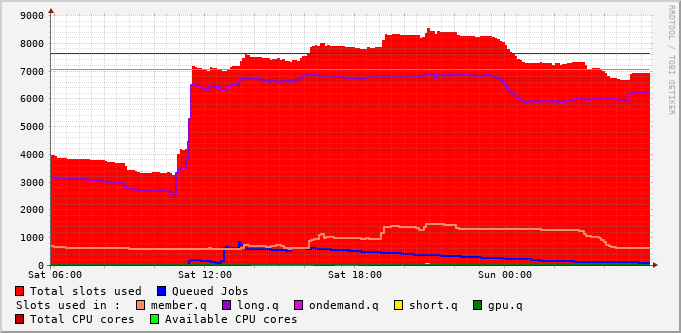 9000
8000
7000
6000
5000
4000
3000
2000
1000
0
Sat 06:00 Sat 12:00 Sat 18:00 Sun 00:00
RRDTOOL / TOBI OETIKER
Total slots used Queued Jobs
Slots used in : member.q long.q ondemand.q short.q gpu.q
Total CPU cores Available CPU cores